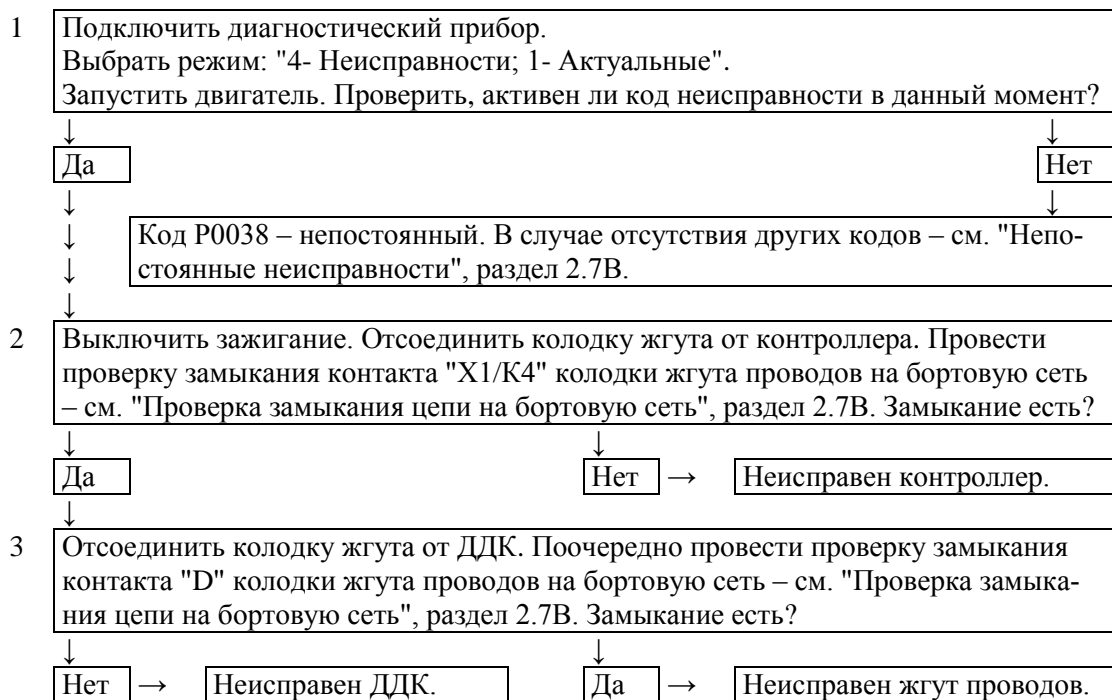 1 Подключить диагностический прибор.
Выбрать режим: "4- Неисправности; 1- Актуальные".
Запустить двигатель. Проверить, активен ли код неисправности в данный момент?
↓ ↓
Да Нет
↓ ↓
↓ Код Р0038 – непостоянный. В случае отсутствия других кодов – см. "Непо-
↓ стоянные неисправности", раздел 2.7В.
↓
2 Выключить зажигание. Отсоединить колодку жгута от контроллера. Провести
проверку замыкания контакта "Х1/К4" колодки жгута проводов на бортовую сеть
– см. "Проверка замыкания цепи на бортовую сеть", раздел 2.7В. Замыкание есть?
↓ ↓
Да Нет → Неисправен контроллер.
↓
3 Отсоединить колодку жгута от ДДК. Поочередно провести проверку замыкания
контакта "D" колодки жгута проводов на бортовую сеть – см. "Проверка замыка-
ния цепи на бортовую сеть", раздел 2.7В. Замыкание есть?
↓ ↓
Нет → Неисправен ДДК. Да → Неисправен жгут проводов.